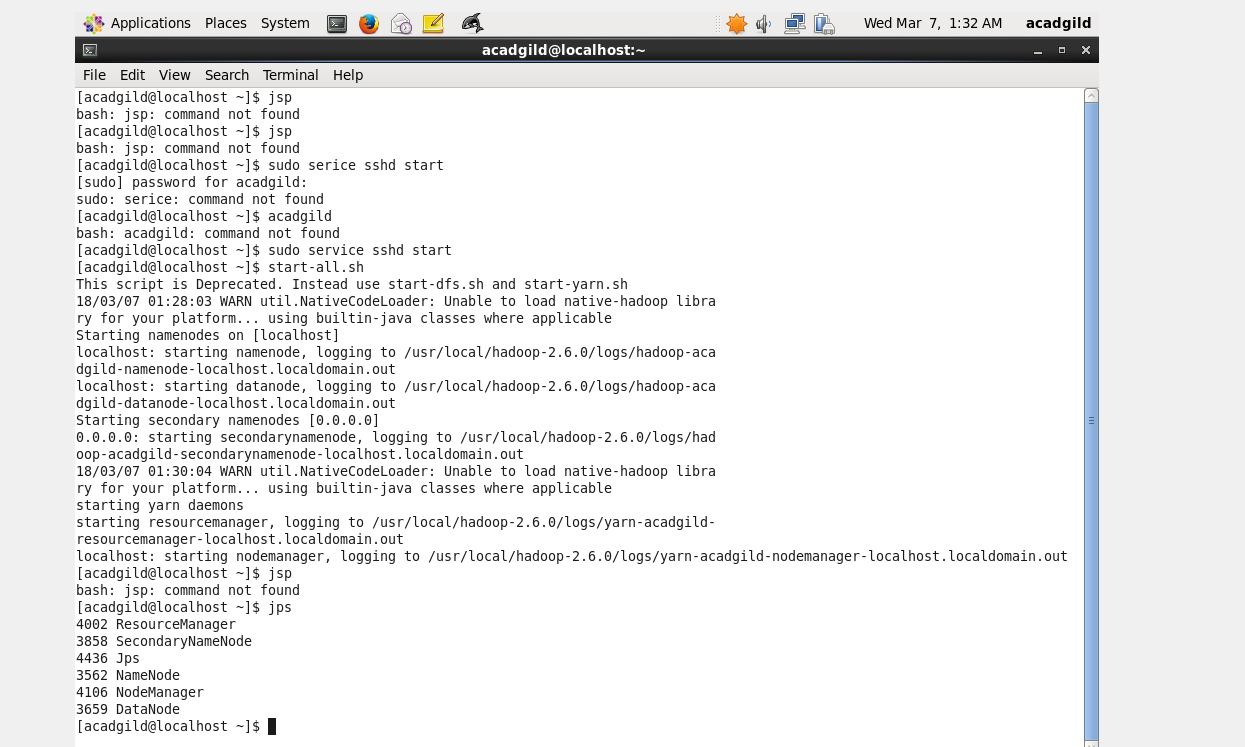 Applications Places System Wed Mar 7, 1:32 AM acadgild
acadgild@localhost:~
File Edit View Search Terminal Help
[acadgild@localhost ~]$ jsp
bash: jsp: command not found
[acadgild@localhost ~]$ jsp
bash: jsp: command not found
[acadgild@localhost ~]$ sudo serice sshd start
[sudo] password for acadgild:
sudo: serice: command not found
[acadgild@localhost ~]$ acadgild
bash: acadgild: command not found
[acadgild@localhost ~]$ sudo service sshd start
[acadgild@localhost ~]$ start-all.sh
This script is Deprecated. Instead use start-dfs.sh and start-yarn.sh
18/03/07 01:28:03 WARN util.NativeCodeLoader: Unable to load native-hadoop libra
ry for your platform... using builtin-java classes where applicable
Starting namenodes on [localhost]
localhost: starting namenode, logging to /usr/local/hadoop-2.6.0/logs/hadoop-aca
dgild-namenode-localhost.localdomain.out
localhost: starting datanode, logging to /usr/local/hadoop-2.6.0/logs/hadoop-aca
dgild-datanode-localhost.localdomain.out
Starting secondary namenodes [0.0.0.0]
0.0.0.0: starting secondarynamenode, logging to /usr/local/hadoop-2.6.0/logs/had
oop-acadgild-secondarynamenode-localhost.localdomain.out
18/03/07 01:30:04 WARN util.NativeCodeLoader: Unable to load native-hadoop libra
ry for your platform... using builtin-java classes where applicable
starting yarn daemons
starting resourcemanager, logging to /usr/local/hadoop-2.6.0/logs/yarn-acadgild-
resourcemanager-localhost.localdomain.out
localhost: starting nodemanager, logging to /usr/local/hadoop-2.6.0/logs/yarn-acadgild-nodemanager-localhost.localdomain.out
[acadgild@localhost ~]$ jsp
bash: jsp: command not found
[acadgild@localhost ~]$ jps
4002 ResourceManager
3858 SecondaryNameNode
4436 Jps
3562 NameNode
4106 NodeManager
3659 DataNode
[acadgild@localhost ~]$